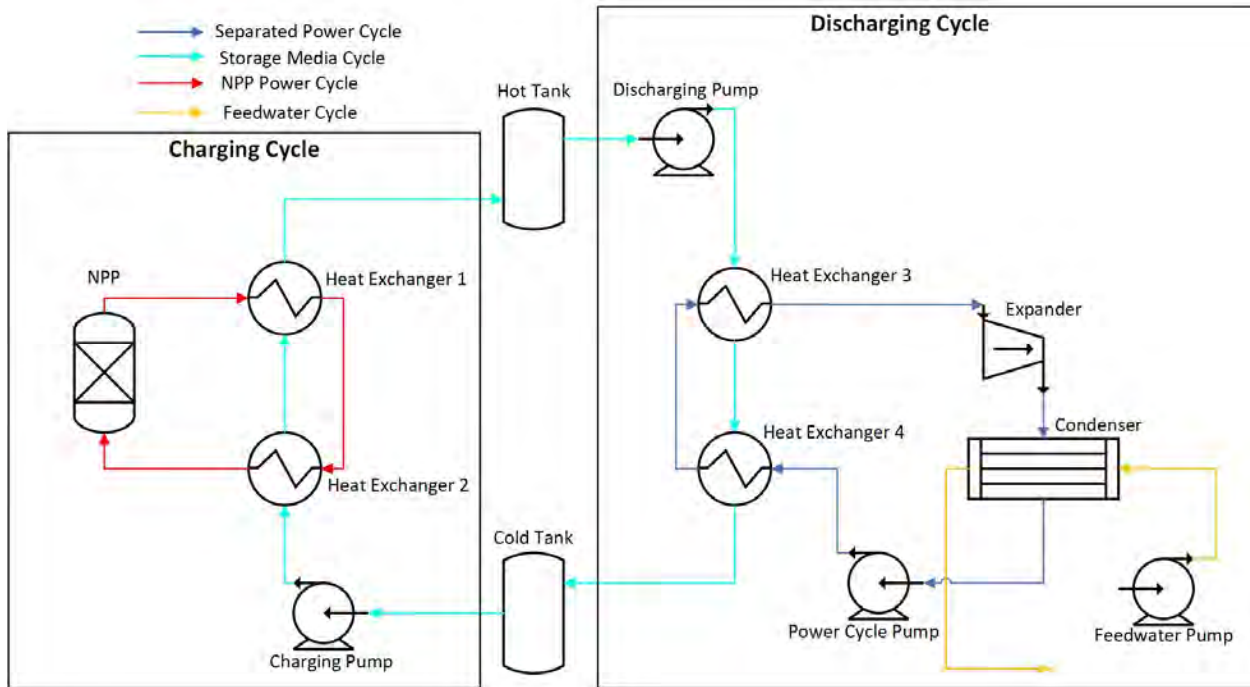 Separated Power Cycle
Storage Media Cycle
NPP Power Cycle
Feedwater Cycle
Discharging Cycle
Hot Tank
Discharging Pump
Charging Cycle
NPP
Heat Exchanger 1
Heat Exchanger 3
Expander
Heat Exchanger 2
Heat Exchanger 4
Condenser
Cold Tank
Charging Pump
Power Cycle Pump
Feedwater Pump